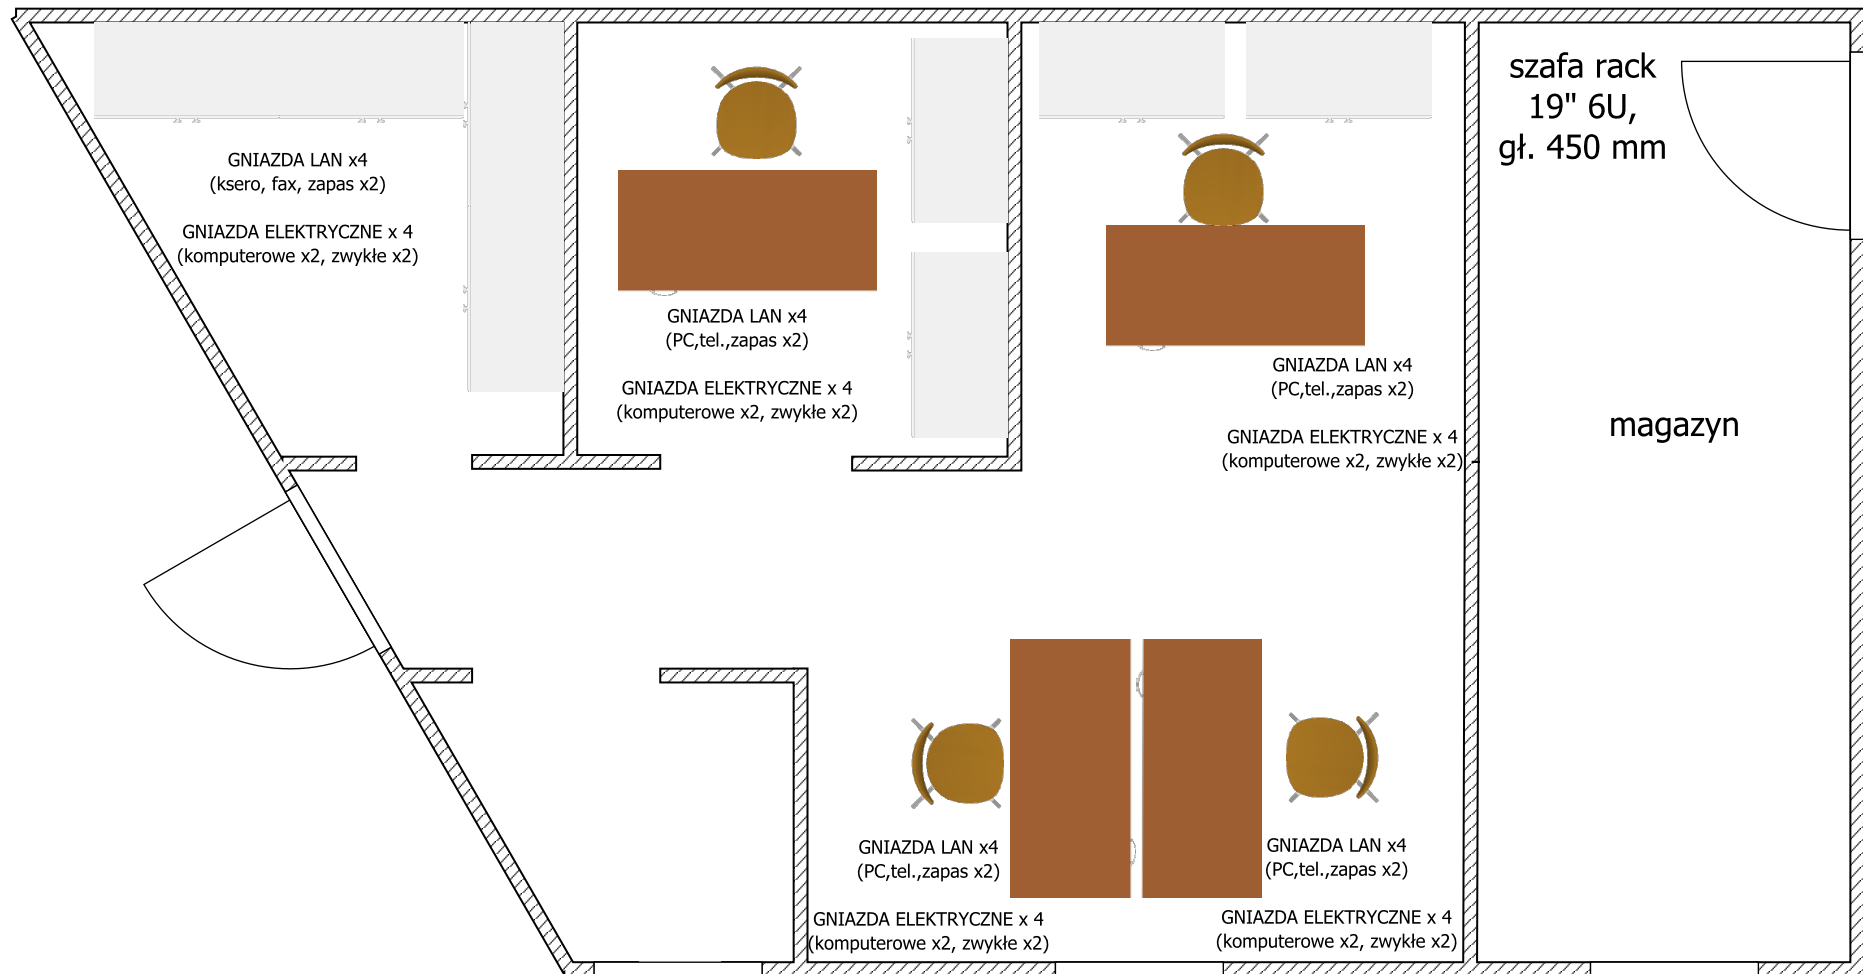 szafa rack
19" 6U,
gł. 450 mm
GNIAZDA LAN x4
(ksero, fax, zapas x2)
GNIAZDA ELEKTRYCZNE x 4
(komputerowe x2, zwykłe x2)
GNIAZDA LAN x4
(PC,tel.,zapas x2)
GNIAZDA ELEKTRYCZNE x 4
(komputerowe x2, zwykłe x2)
GNIAZDA LAN x4
(PC,tel.,zapas x2)
GNIAZDA ELEKTRYCZNE x 4
(komputerowe x2, zwykłe x2)
magazyn
GNIAZDA LAN x4
(PC,tel.,zapas x2)
GNIAZDA ELEKTRYCZNE x 4
(komputerowe x2, zwykłe x2)
GNIAZDA LAN x4
(PC,tel.,zapas x2)
GNIAZDA ELEKTRYCZNE x 4
(komputerowe x2, zwykłe x2)